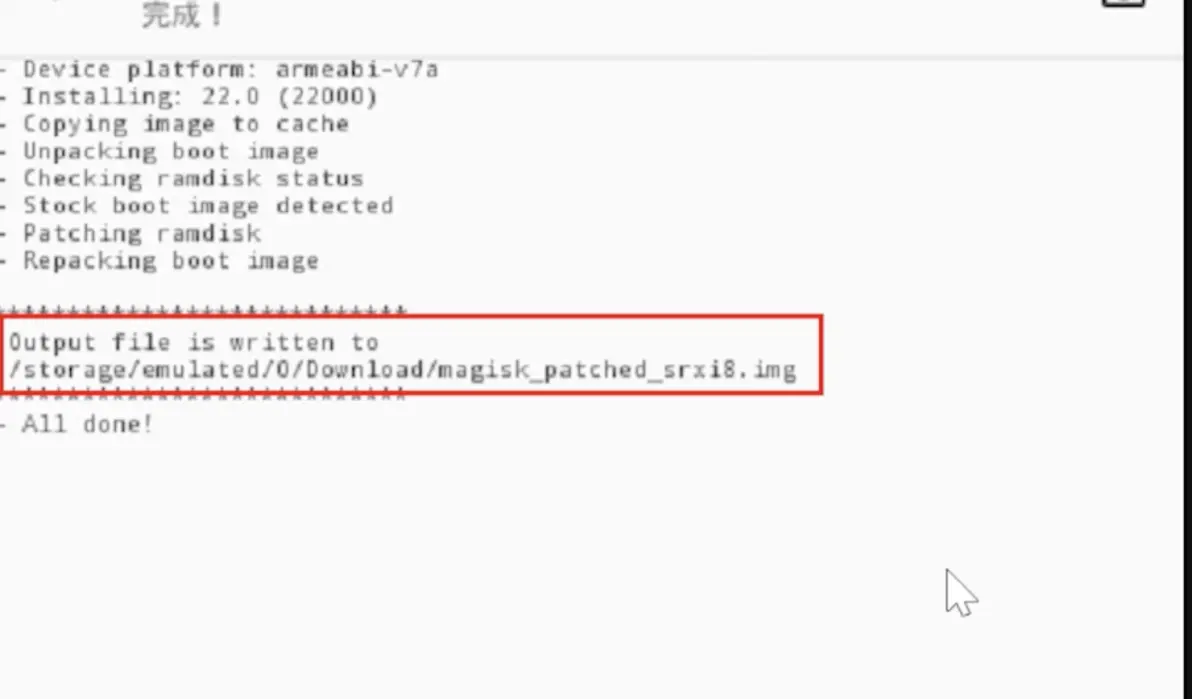 完成！
- Device platform: armeabi-v7a
- Installing: 22.0 (22000)
- Copying image to cache
- Unpacking boot image
- Checking ramdisk status
- Stock boot image detected
- Patching ramdisk
- Repacking boot image
****************************
Output file is written to
/storage/emulated/0/Download/magisk_patched_srxi8.img
****************************
- All done!